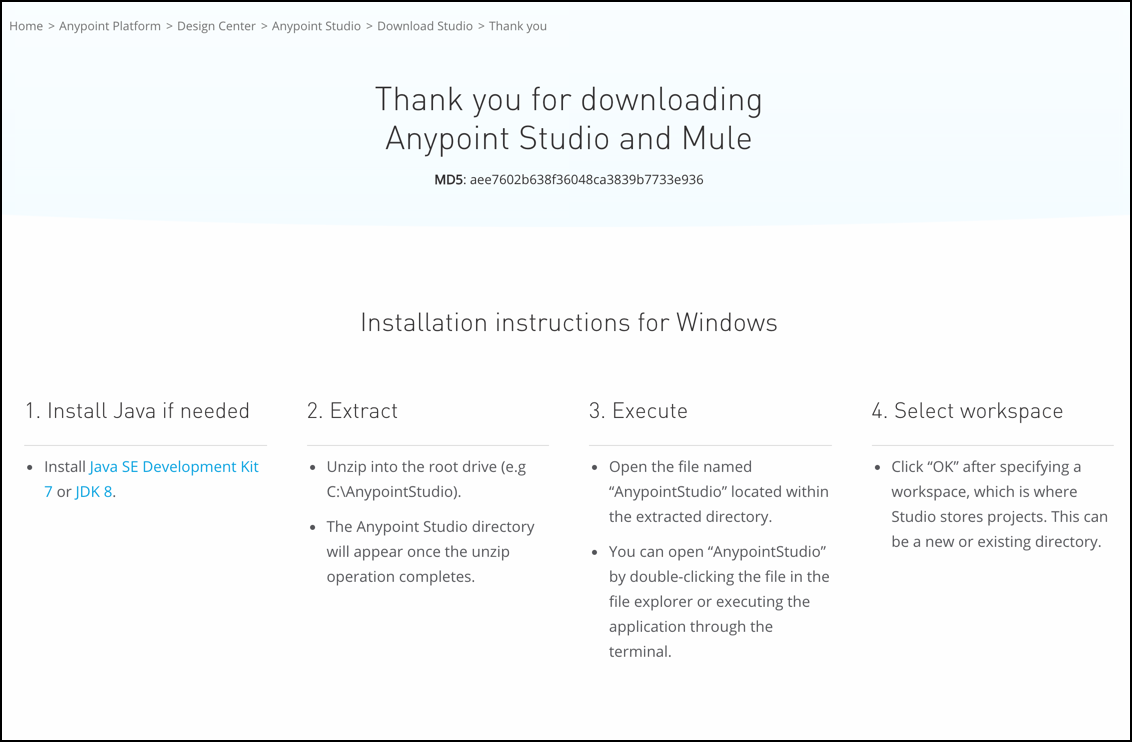 Home > Anypoint Platform > Design Center > Anypoint Studio > Download Studio > Thank you
Thank you for downloading
Anypoint Studio and Mule
MD5: aee7602b638f36048ca3839b7733e936
Installation instructions for Windows
1. Install Java if needed
• Install Java SE Development Kit
7 or JDK 8.
2. Extract
• Unzip into the root drive (e.g
C:\AnypointStudio).
• The Anypoint Studio directory
will appear once the unzip
operation completes.
3. Execute
• Open the file named
“AnypointStudio” located within
the extracted directory.
• You can open “AnypointStudio”
by double-clicking the file in the
file explorer or executing the
application through the
terminal.
4. Select workspace
• Click “OK” after specifying a
workspace, which is where
Studio stores projects. This can
be a new or existing directory.